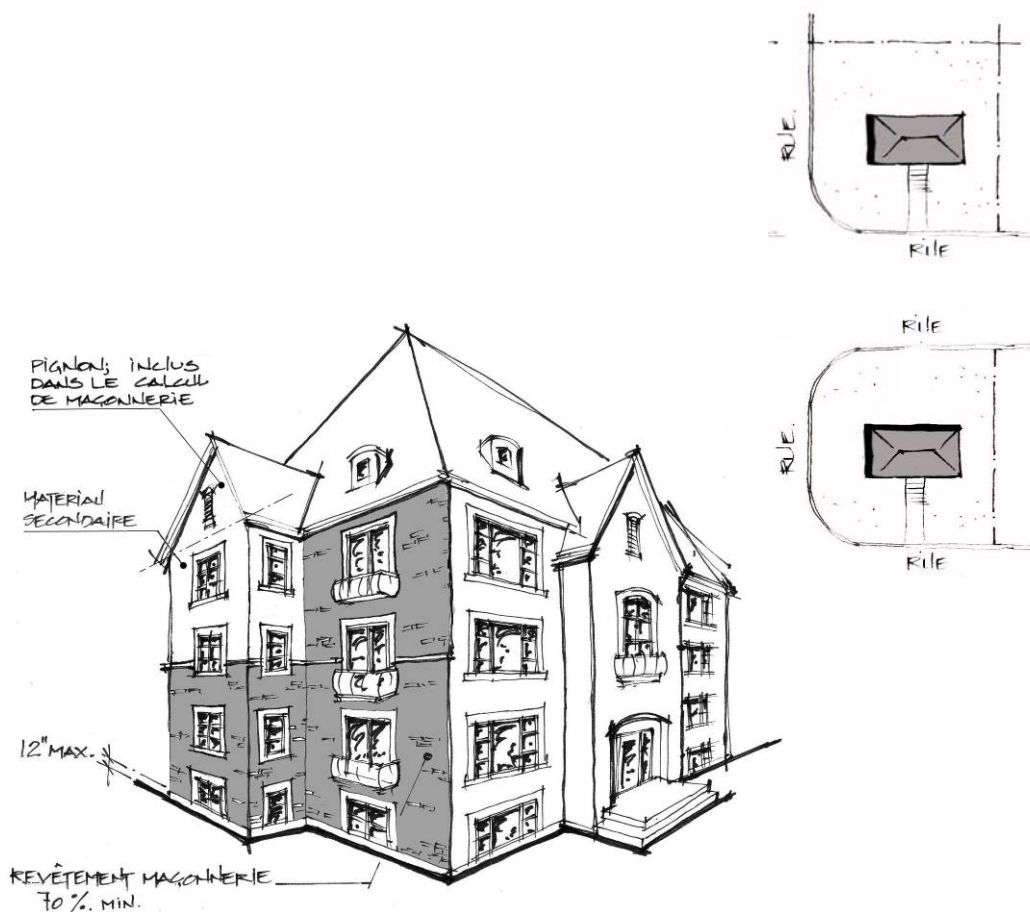 RUE.
RUE
RUE
RUE.
RUE
PIGNON; INCLUS
DANS LE CALCUL
DE MAÇONNERIE
MATERIAU
SECONDAIRE
12" MAX.
REVÊTEMENT MAÇONNERIE
70 %. MIN.